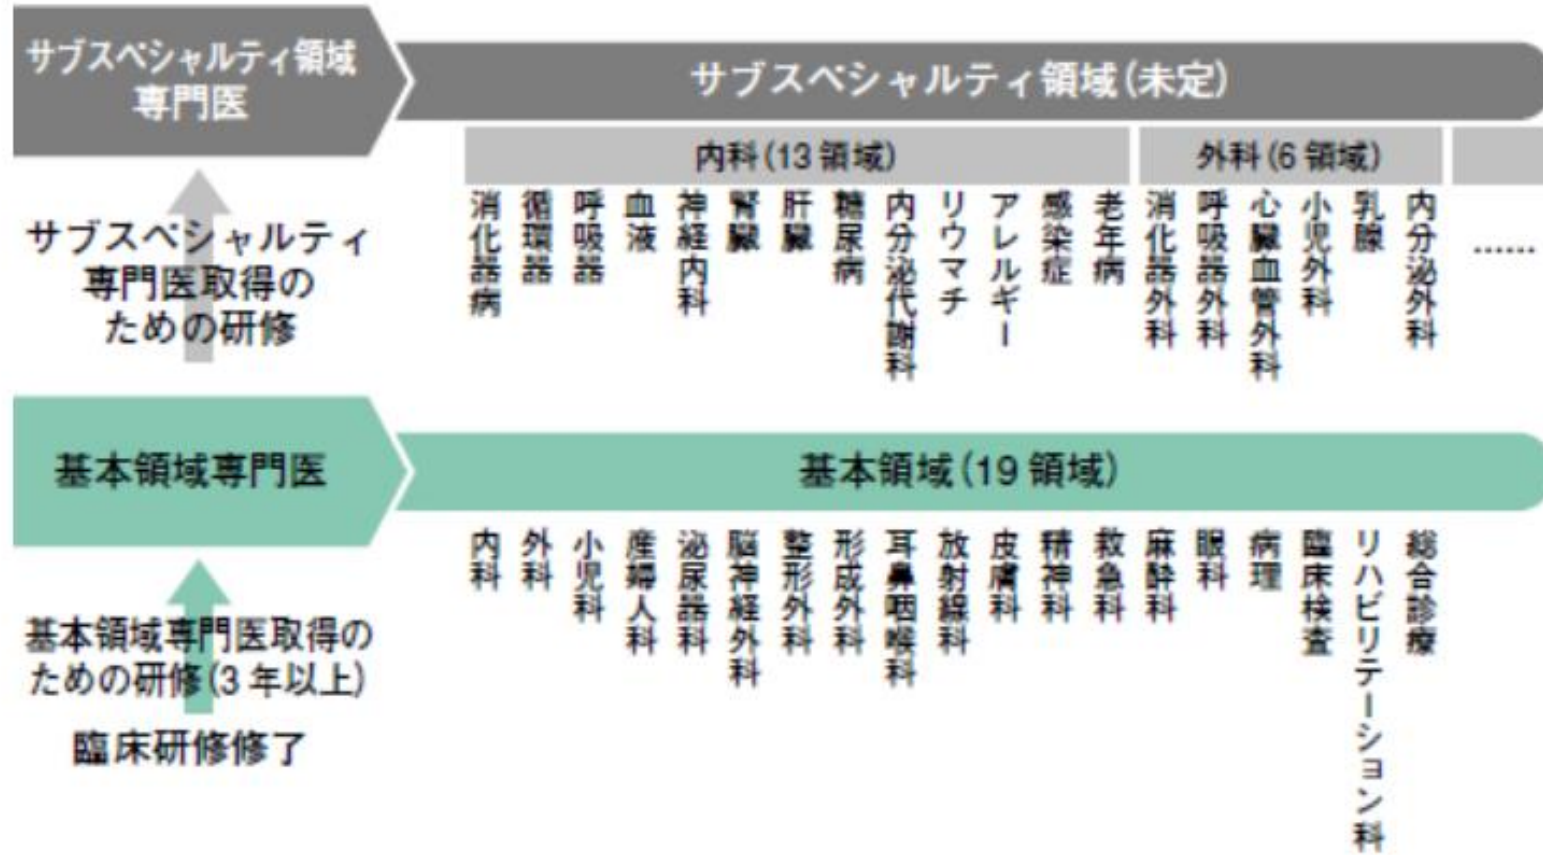 サブスペシャルティ領域
専門医
サブスペシャルティ領域(未定)
内科(13領域)
外科(6領域)
消化器病
循環器
呼吸器
血液
神経内科
腎臓
肝臓
糖尿病
内分泌代謝科
リウマチ
アレルギー
感染症
老年病
消化器外科
呼吸器外科
心臓血管外科
小児外科
乳腺
内分泌外科
……
サブスペシャルティ
専門医取得の
ための研修
基本領域専門医
基本領域(19領域)
内科
外科
小児科
産婦人科
泌尿器科
脳神経外科
整形外科
形成外科
耳鼻咽喉科
放射線科
皮膚科
精神科
救急科
麻酔科
眼科
病理
臨床検査
リハビリテーション科
総合診療
基本領域専門医取得の
ための研修(3年以上)
臨床研修修了